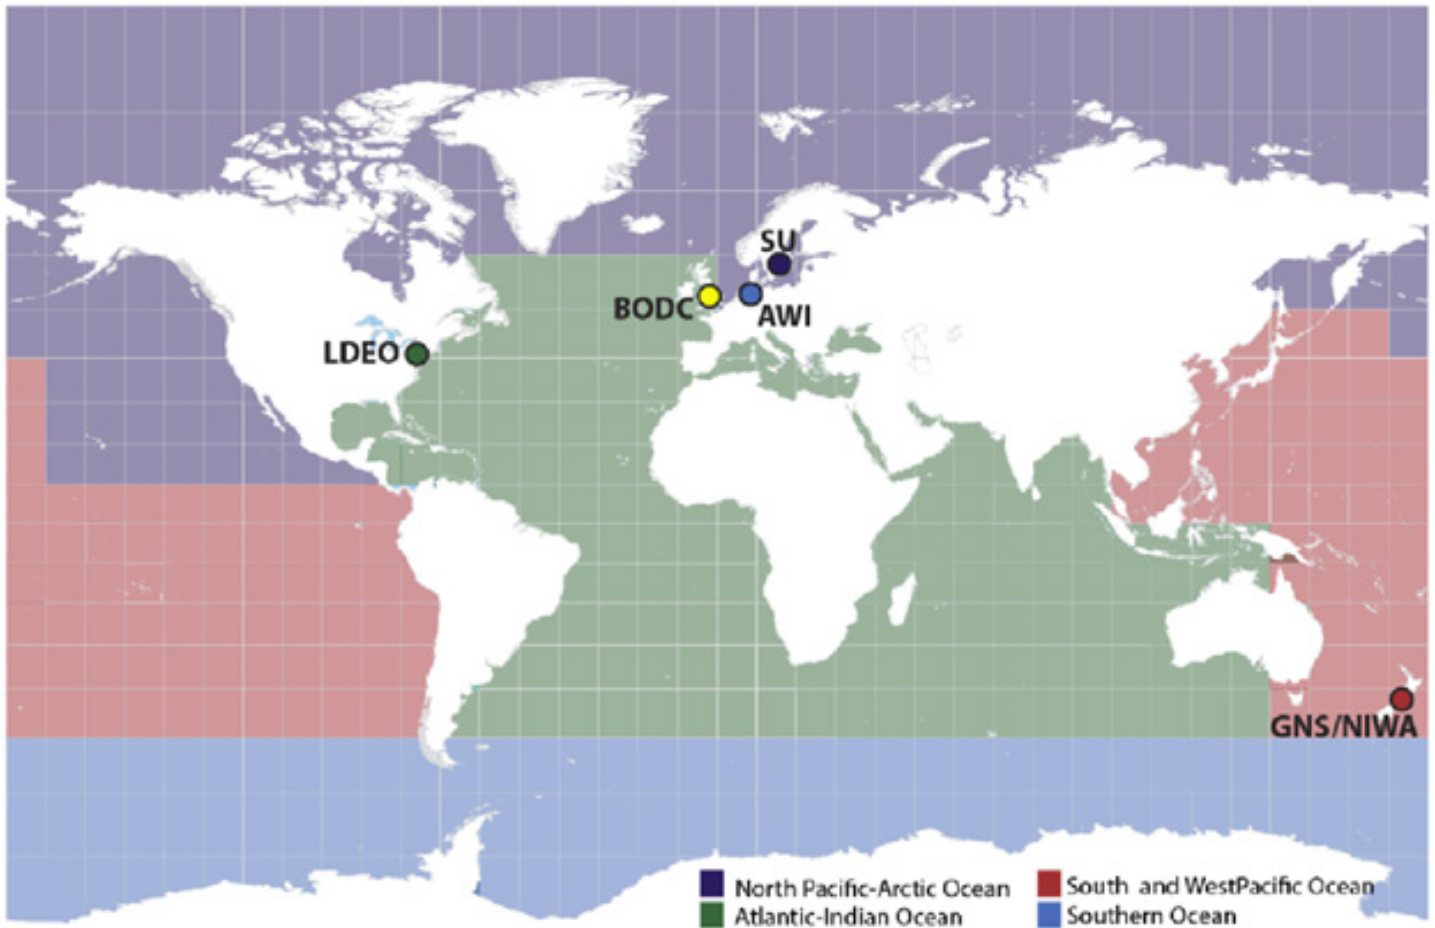 SU
BODC
AWI
LDEO
GNS/NIWA
North Pacific-Arctic Ocean
South and WestPacific Ocean
Atlantic-Indian Ocean
Southern Ocean